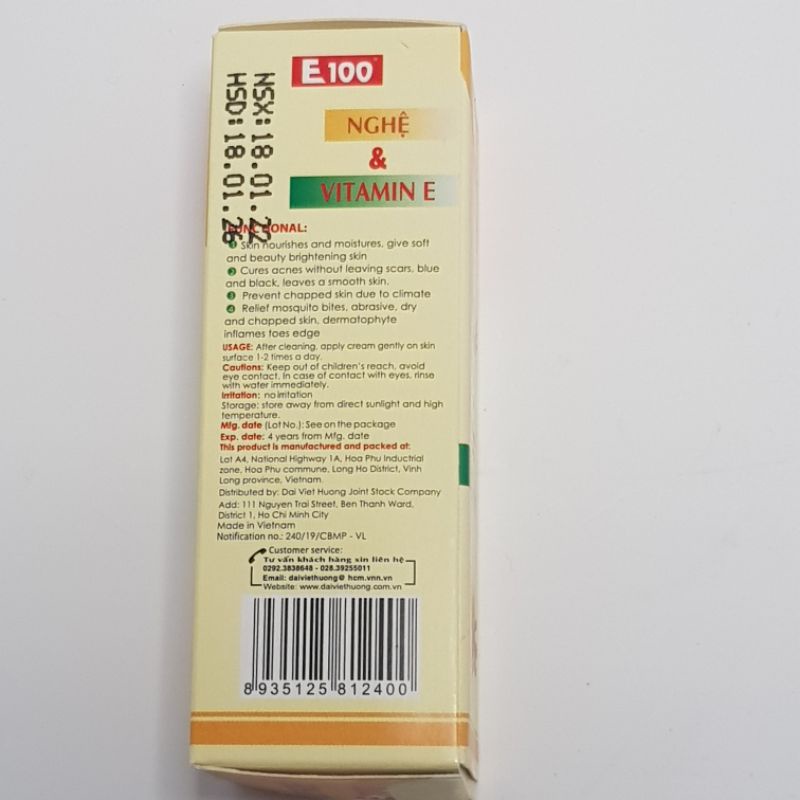 E100
NSX: 18.01.22
HSD: 18.01.26
NGHỆ
&
VITAMIN E
FUNCTIONAL:
1 Skin nourishes and moistures, give soft
and beauty brightening skin
2 Cures acnes without leaving scars, blue
and black, leaves a smooth skin.
3 Prevent chapped skin due to climate
4 Relief mosquito bites, abrasive, dry
and chapped skin, dermatophyte
inflames toes edge
USAGE: After cleaning, apply cream gently on skin
surface 1-2 times a day.
Cautions: Keep out of children's reach, avoid
eye contact. In case of contact with eyes, rinse
with water immediately.
Irritation: no irritation
Storage: store away from direct sunlight and high
temperature.
Mfg. date (Lot No.): See on the package
Exp. date: 4 years from Mfg. date
This product is manufactured and packed at:
Lot A4, National Highway 1A, Hoa Phu Inductrial
zone, Hoa Phu commune, Long Ho District, Vinh
Long province, Vietnam.
Distributed by: Dai Viet Huong Joint Stock Company
Add: 111 Nguyen Trai Street, Ben Thanh Ward,
District 1, Ho Chi Minh City
Made in Vietnam
Notification no.: 240/19/CBMP - VL
Customer service:
Tư vấn khách hàng xin liên hệ
0292.3838648 - 028.39255011
Email: daiviethuong@hcm.vnn.vn
Website: www.daiviethuong.com.vn
8935125 812400